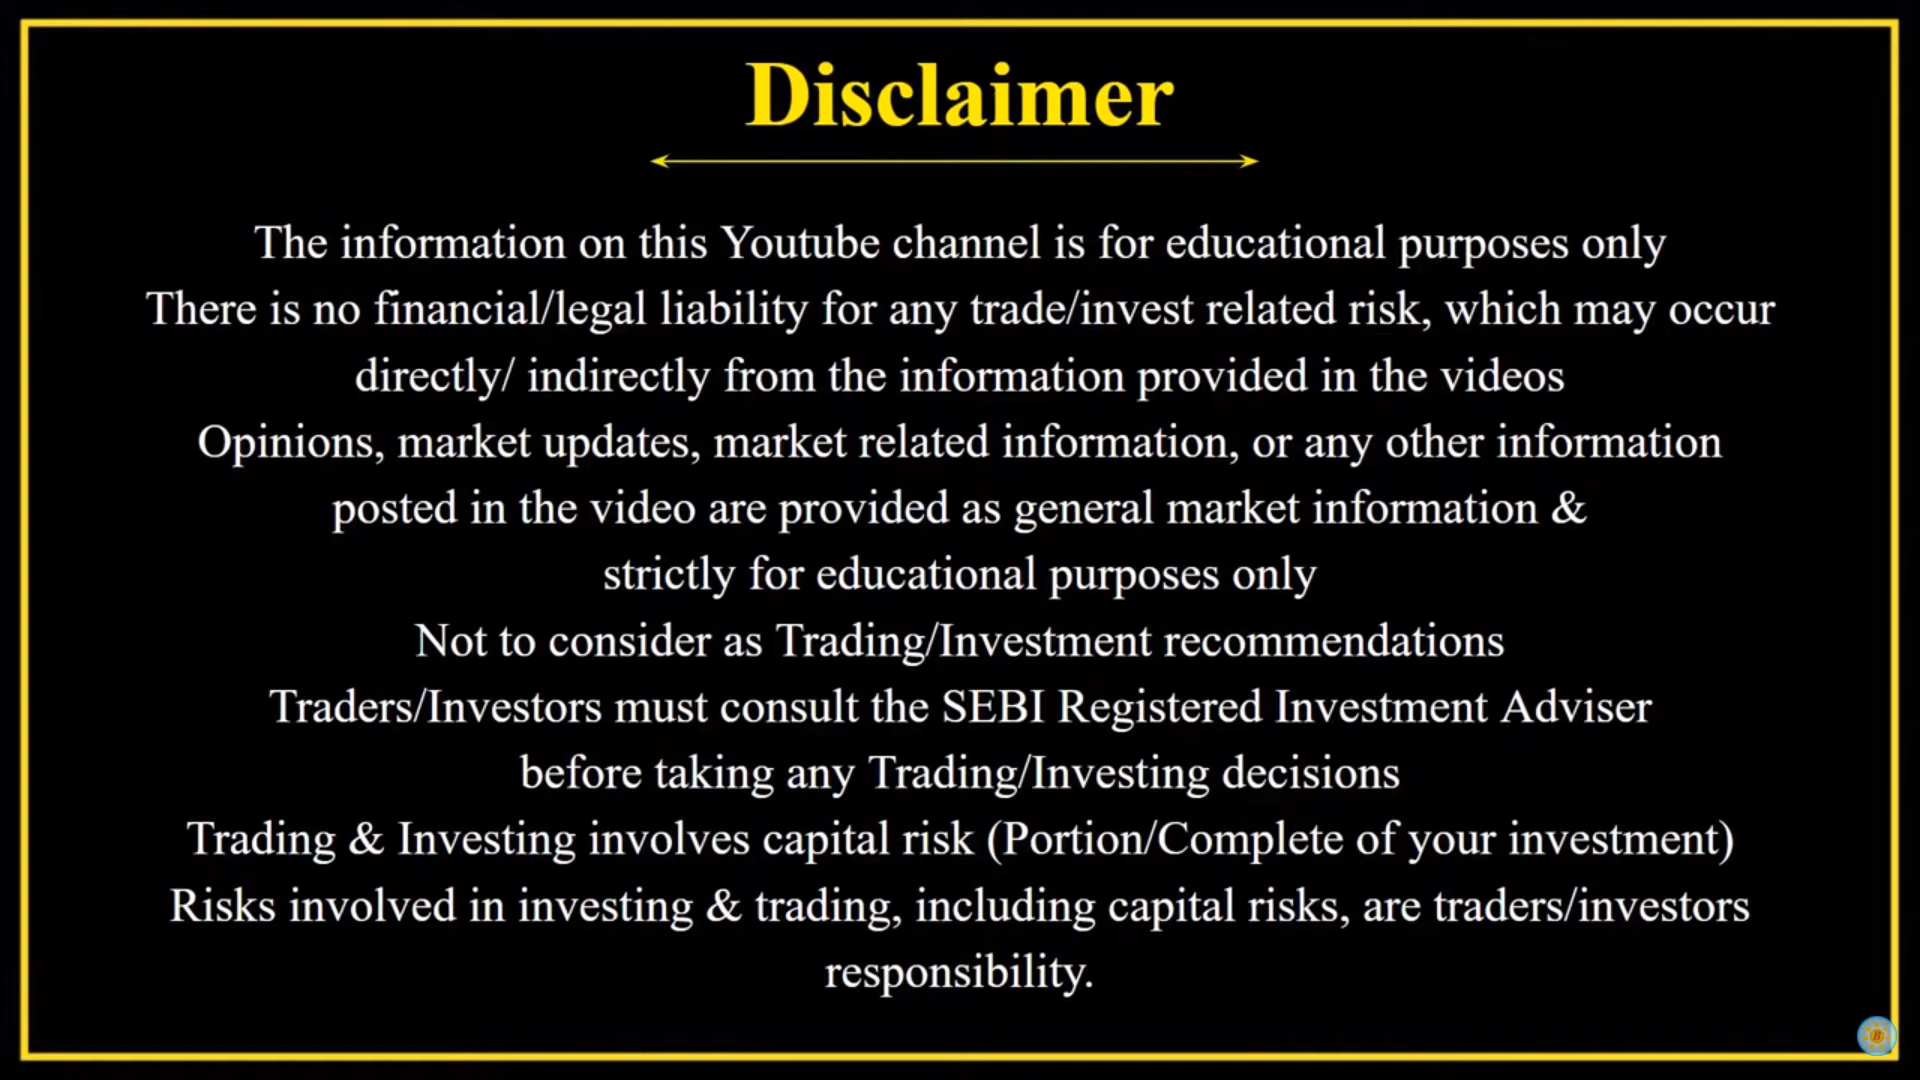 Disclaimer
The information on this Youtube channel is for educational purposes only
There is no financial/legal liability for any trade/invest related risk, which may occur
directly/ indirectly from the information provided in the videos
Opinions, market updates, market related information, or any other information
posted in the video are provided as general market information &
strictly for educational purposes only
Not to consider as Trading/Investment recommendations
Traders/Investors must consult the SEBI Registered Investment Adviser
before taking any Trading/Investing decisions
Trading & Investing involves capital risk (Portion/Complete of your investment)
Risks involved in investing & trading, including capital risks, are traders/investors
responsibility.